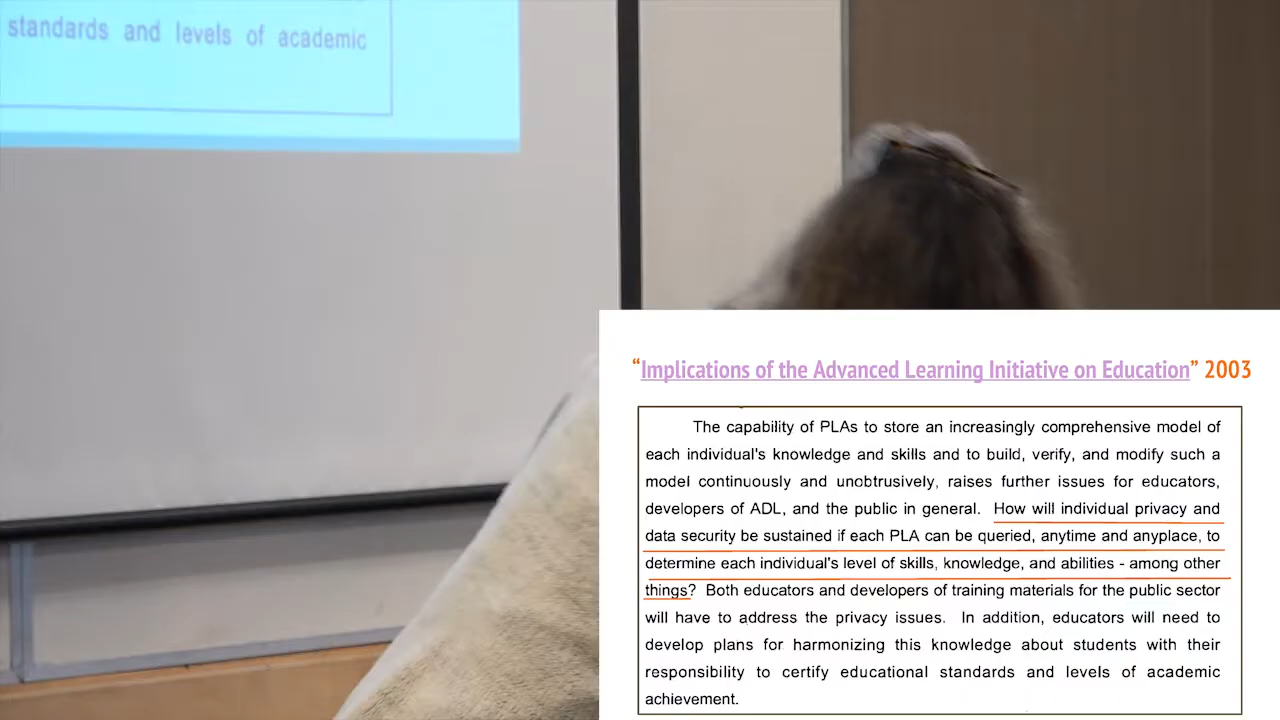 standards and levels of academic
“Implications of the Advanced Learning Initiative on Education” 2003
The capability of PLAs to store an increasingly comprehensive model of
each individual's knowledge and skills and to build, verify, and modify such a
model continuously and unobtrusively, raises further issues for educators,
developers of ADL, and the public in general. How will individual privacy and
data security be sustained if each PLA can be queried, anytime and anyplace, to
determine each individual's level of skills, knowledge, and abilities - among other
things? Both educators and developers of training materials for the public sector
will have to address the privacy issues. In addition, educators will need to
develop plans for harmonizing this knowledge about students with their
responsibility to certify educational standards and levels of academic
achievement.